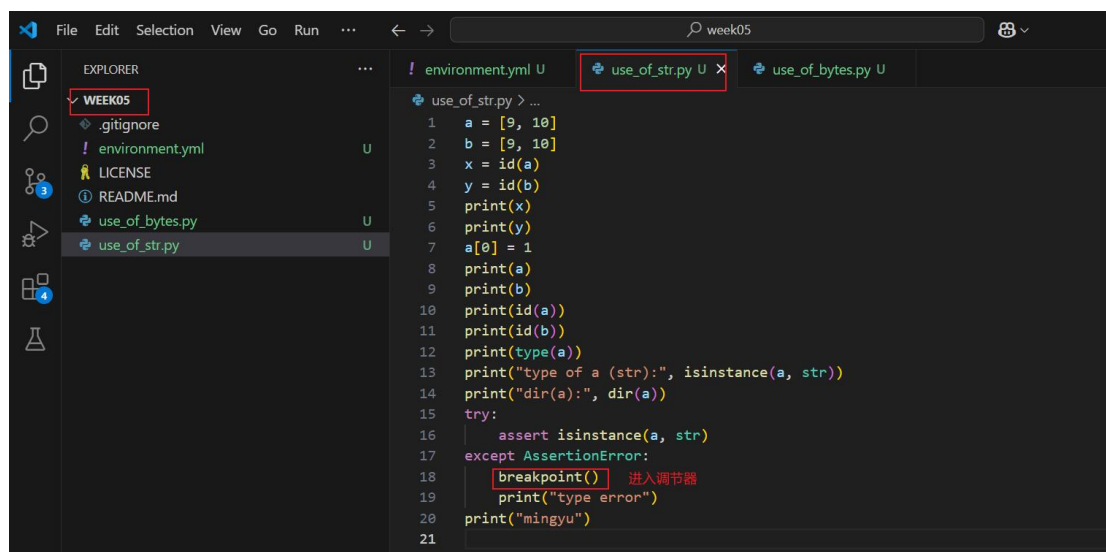 File Edit Selection View Go Run ··· ← → week05
EXPLORER ···
WEEK05
.gitignore
! environment.yml U
LICENSE
README.md
use_of_bytes.py U
use_of_str.py U
3
4
! environment.yml U use_of_str.py U × use_of_bytes.py U
use_of_str.py > ...
1 a = [9, 10]
2 b = [9, 10]
3 x = id(a)
4 y = id(b)
5 print(x)
6 print(y)
7 a[0] = 1
8 print(a)
9 print(b)
10 print(id(a))
11 print(id(b))
12 print(type(a))
13 print("type of a (str):", isinstance(a, str))
14 print("dir(a):", dir(a))
15 try:
16     assert isinstance(a, str)
17 except AssertionError:
18     breakpoint() 进入调节器
19     print("type error")
20 print("mingyu")
21